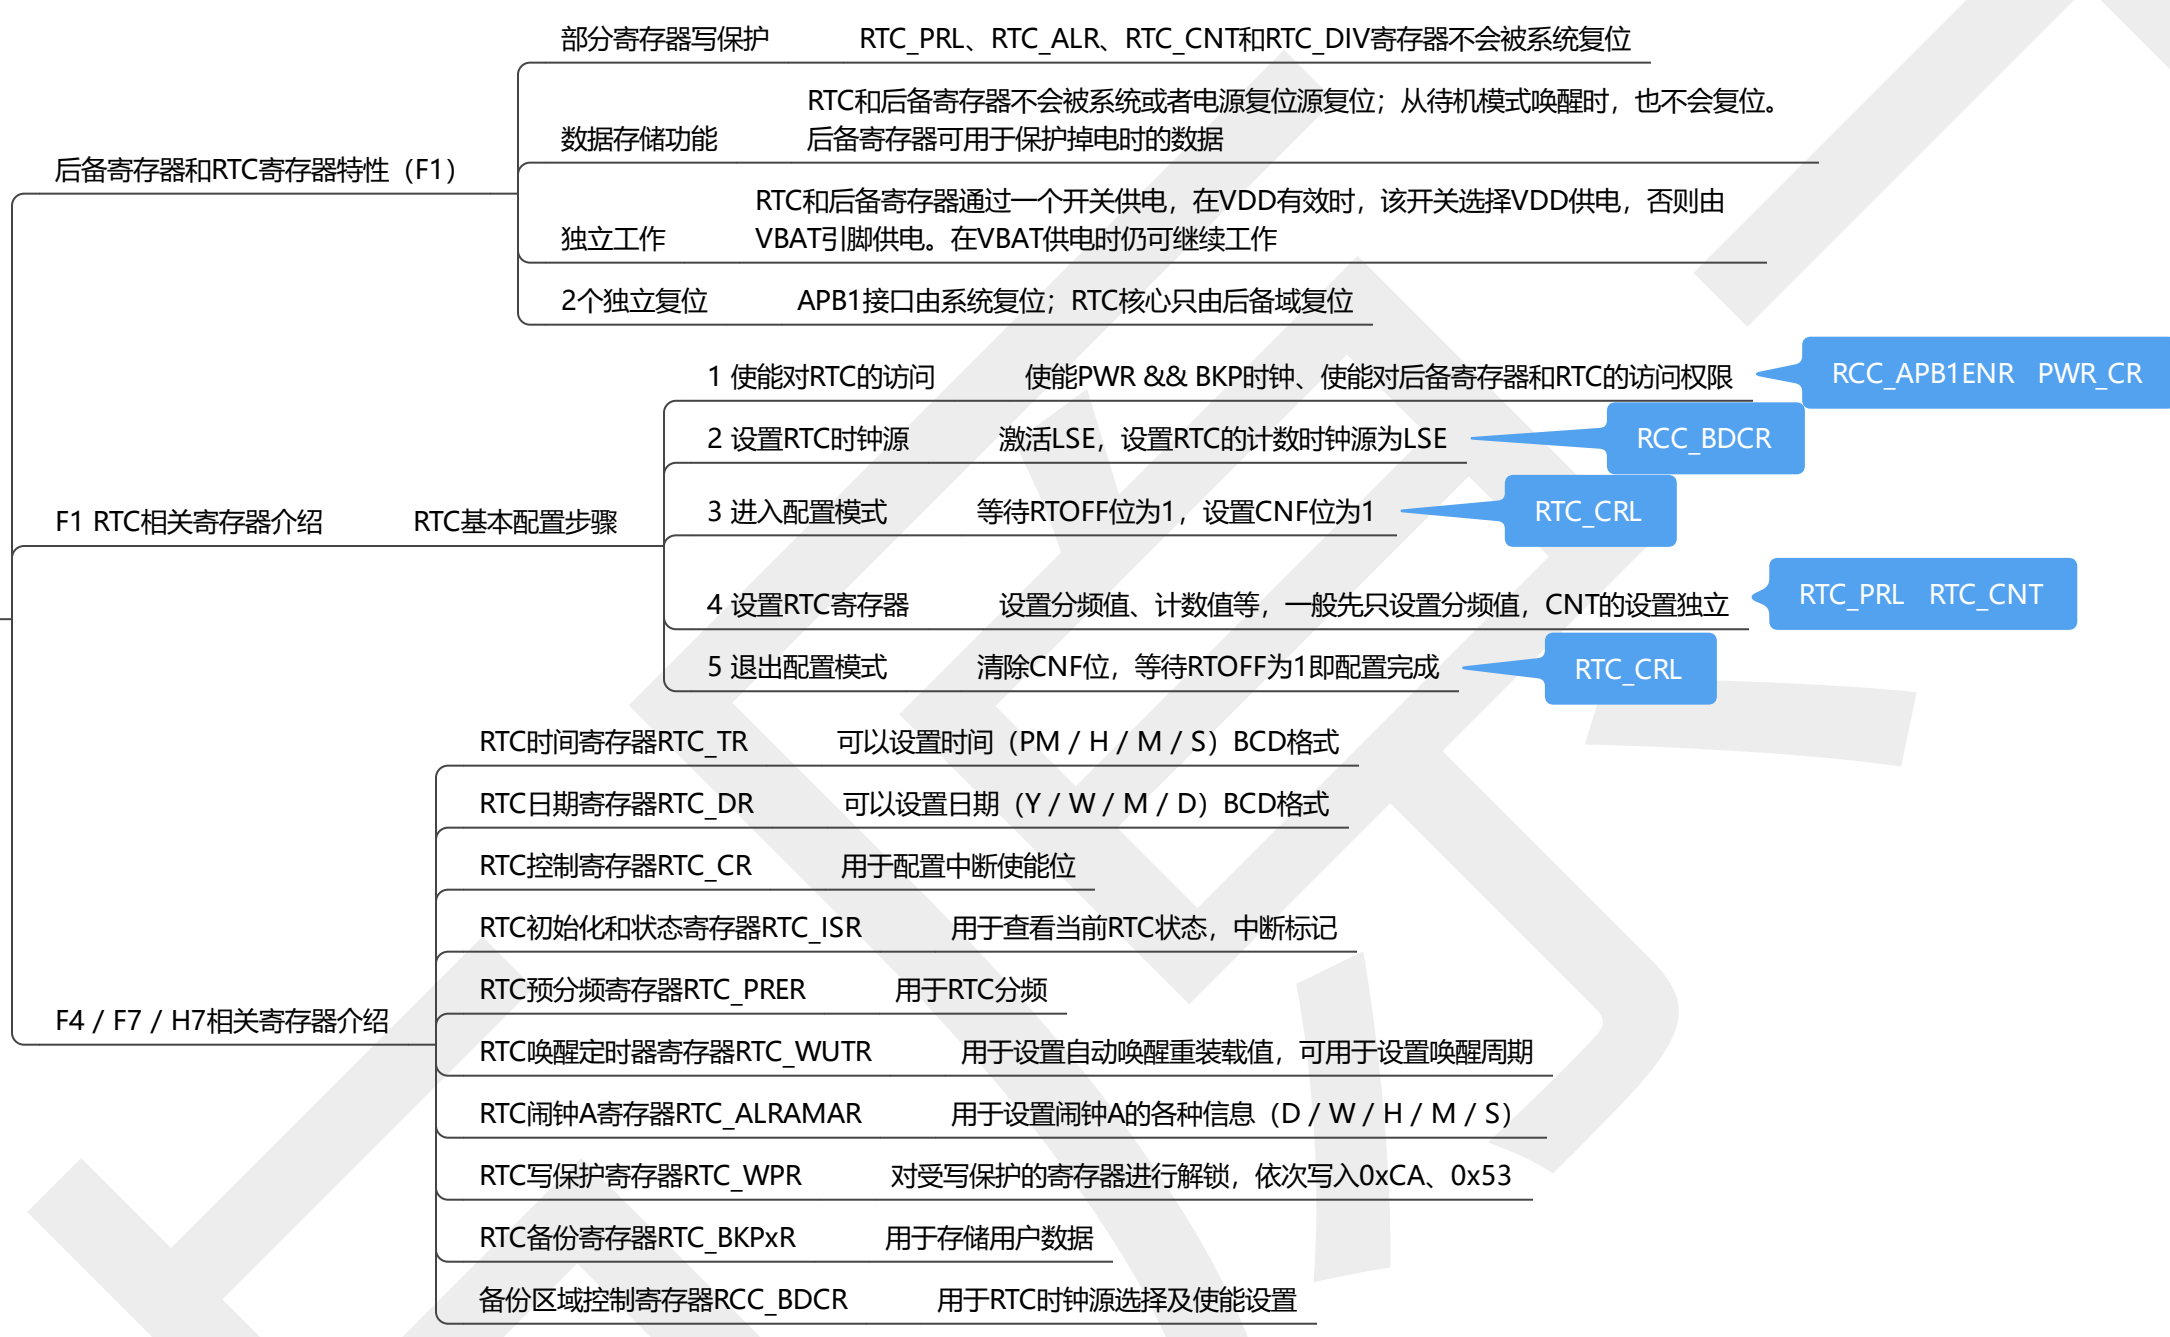 部分寄存器写保护 RTC_PRL、RTC_ALR、RTC_CNT和RTC_DIV寄存器不会被系统复位
RTC和后备寄存器不会被系统或者电源复位源复位；从待机模式唤醒时，也不会复位。
数据存储功能 后备寄存器可用于保护掉电时的数据
后备寄存器和RTC寄存器特性（F1）
RTC和后备寄存器通过一个开关供电，在VDD有效时，该开关选择VDD供电，否则由
独立工作 VBAT引脚供电。在VBAT供电时仍可继续工作
2个独立复位 APB1接口由系统复位；RTC核心只由后备域复位
1 使能对RTC的访问 使能PWR && BKP时钟、使能对后备寄存器和RTC的访问权限 RCC_APB1ENR PWR_CR
2 设置RTC时钟源 激活LSE，设置RTC的计数时钟源为LSE RCC_BDCR
3 进入配置模式 等待RTOFF位为1，设置CNF位为1 RTC_CRL
F1 RTC相关寄存器介绍 RTC基本配置步骤
4 设置RTC寄存器 设置分频值、计数值等，一般先只设置分频值，CNT的设置独立 RTC_PRL RTC_CNT
5 退出配置模式 清除CNF位，等待RTOFF为1即配置完成 RTC_CRL
RTC时间寄存器RTC_TR 可以设置时间（PM / H / M / S）BCD格式
RTC日期寄存器RTC_DR 可以设置日期（Y / W / M / D）BCD格式
RTC控制寄存器RTC_CR 用于配置中断使能位
RTC初始化和状态寄存器RTC_ISR 用于查看当前RTC状态，中断标记
RTC预分频寄存器RTC_PRER 用于RTC分频
F4 / F7 / H7相关寄存器介绍
RTC唤醒定时器寄存器RTC_WUTR 用于设置自动唤醒重装载值，可用于设置唤醒周期
RTC闹钟A寄存器RTC_ALRAMAR 用于设置闹钟A的各种信息（D / W / H / M / S）
RTC写保护寄存器RTC_WPR 对受写保护的寄存器进行解锁，依次写入0xCA、0x53
RTC备份寄存器RTC_BKPxR 用于存储用户数据
备份区域控制寄存器RCC_BDCR 用于RTC时钟源选择及使能设置